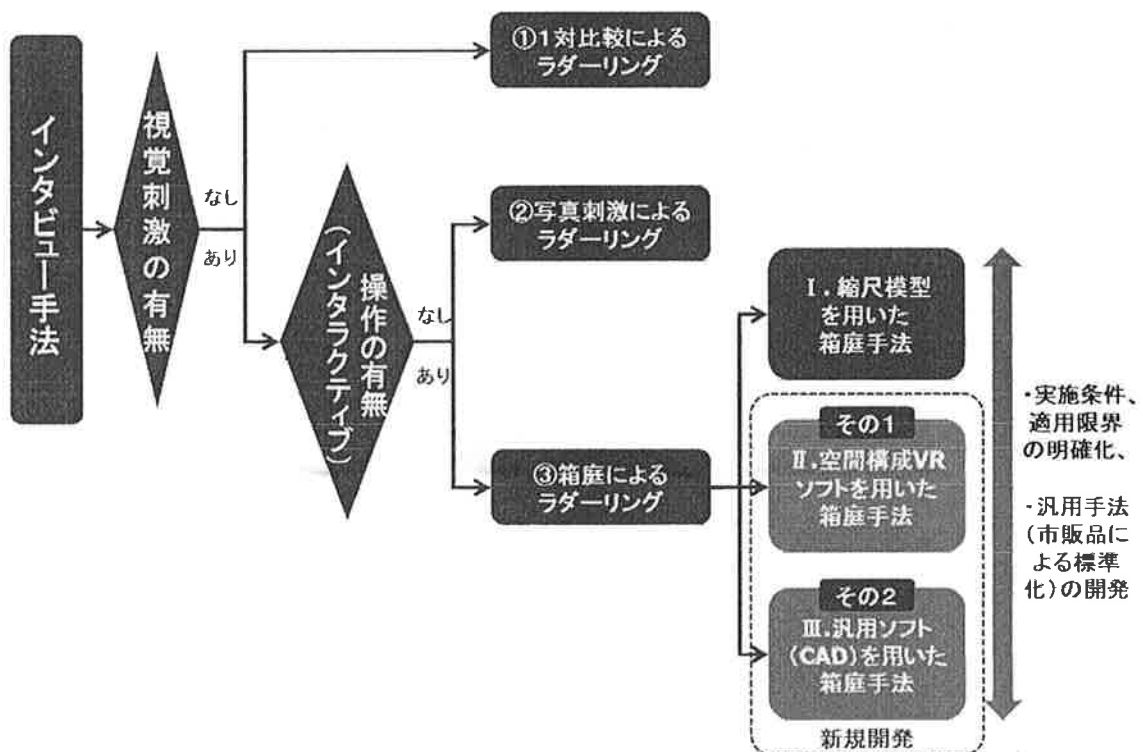 インタビュー手法
視覚刺激の有無
なし
あり
①1対比較による
ラダーリング
操作の有無
(インタラクティブ)
なし
あり
②写真刺激による
ラダーリング
③箱庭による
ラダーリング
Ⅰ.縮尺模型
を用いた
箱庭手法
その1
Ⅱ.空間構成VR
ソフトを用いた
箱庭手法
その2
Ⅲ.汎用ソフト
(CAD)を用いた
箱庭手法
新規開発
・実施条件、
適用限界
の明確化、
・汎用手法
(市販品に
よる標準
化)の開発